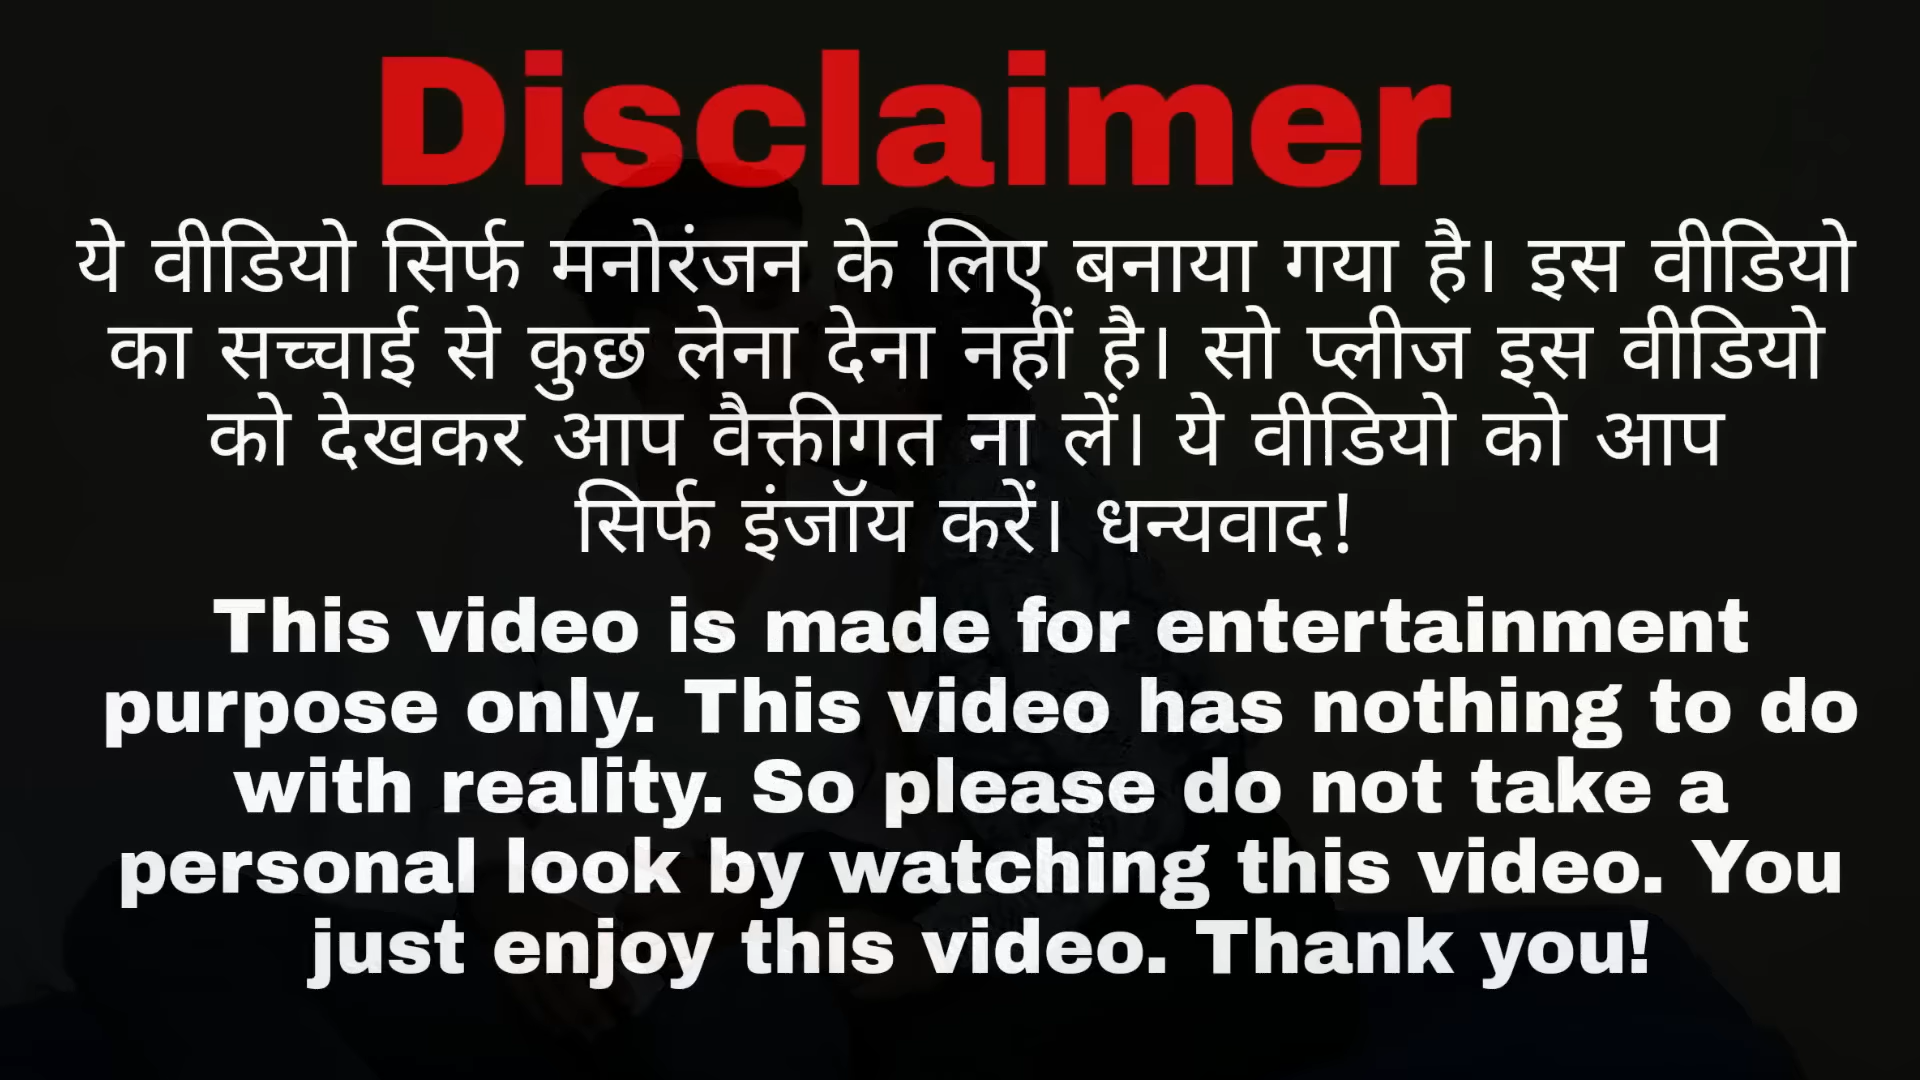 Disclaimer
ये वीडियो सिर्फ मनोरंजन के लिए बनाया गया है। इस वीडियो
का सच्चाई से कुछ लेना देना नहीं है। सो प्लीज इस वीडियो
को देखकर आप वैक्तीगत ना लें। ये वीडियो को आप
सिर्फ इंजॉय करें। धन्यवाद!
This video is made for entertainment
purpose only. This video has nothing to do
with reality. So please do not take a
personal look by watching this video. You
just enjoy this video. Thank you!